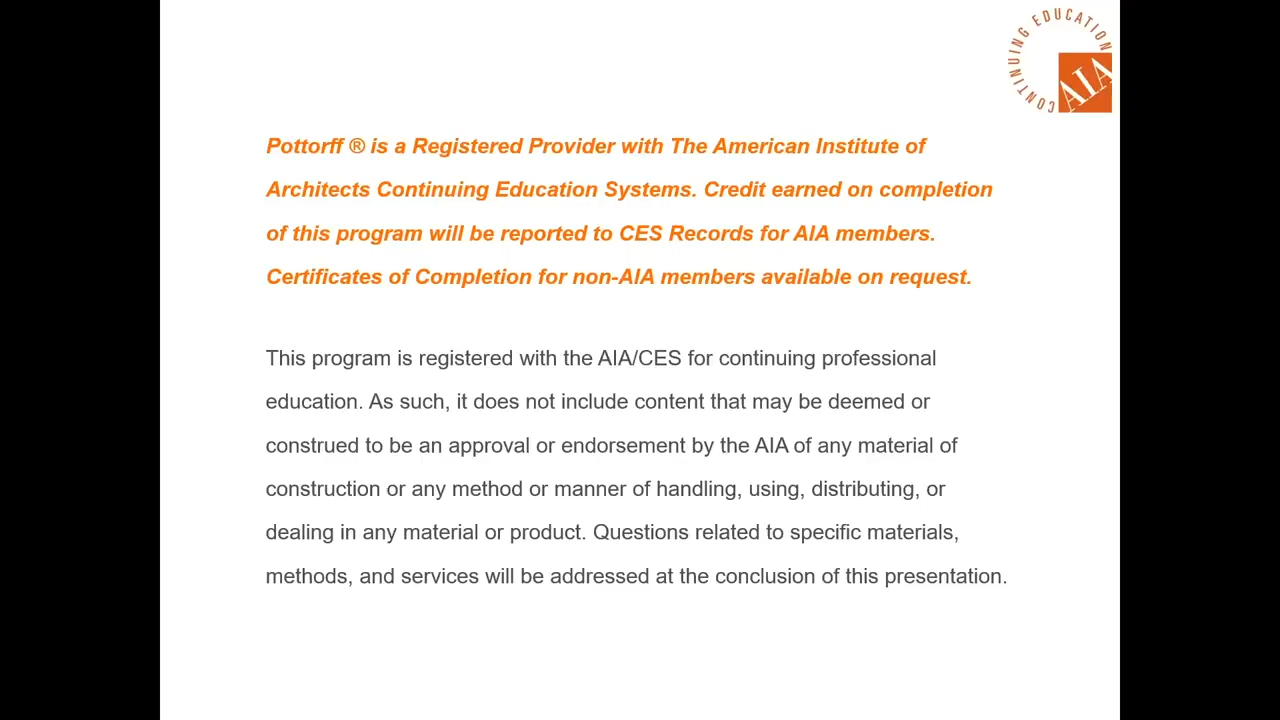 CONTINUING EDUCATION
AIA
Pottorff ® is a Registered Provider with The American Institute of
Architects Continuing Education Systems. Credit earned on completion
of this program will be reported to CES Records for AIA members.
Certificates of Completion for non-AIA members available on request.
This program is registered with the AIA/CES for continuing professional
education. As such, it does not include content that may be deemed or
construed to be an approval or endorsement by the AIA of any material of
construction or any method or manner of handling, using, distributing, or
dealing in any material or product. Questions related to specific materials,
methods, and services will be addressed at the conclusion of this presentation.